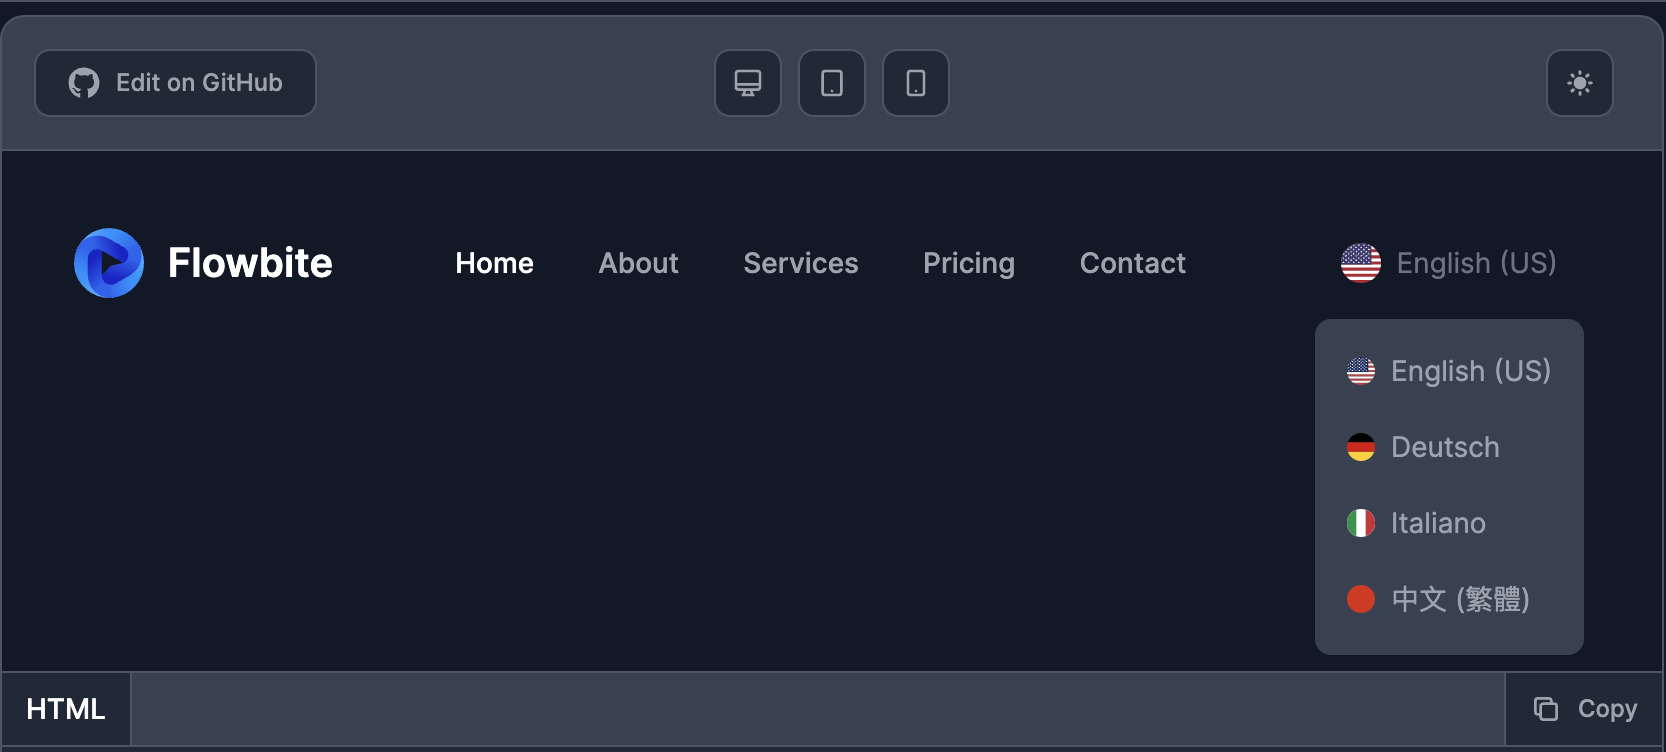 Edit on GitHub
Flowbite Home About Services Pricing Contact English (US)
English (US)
Deutsch
Italiano
中文 (繁體)
HTML Copy